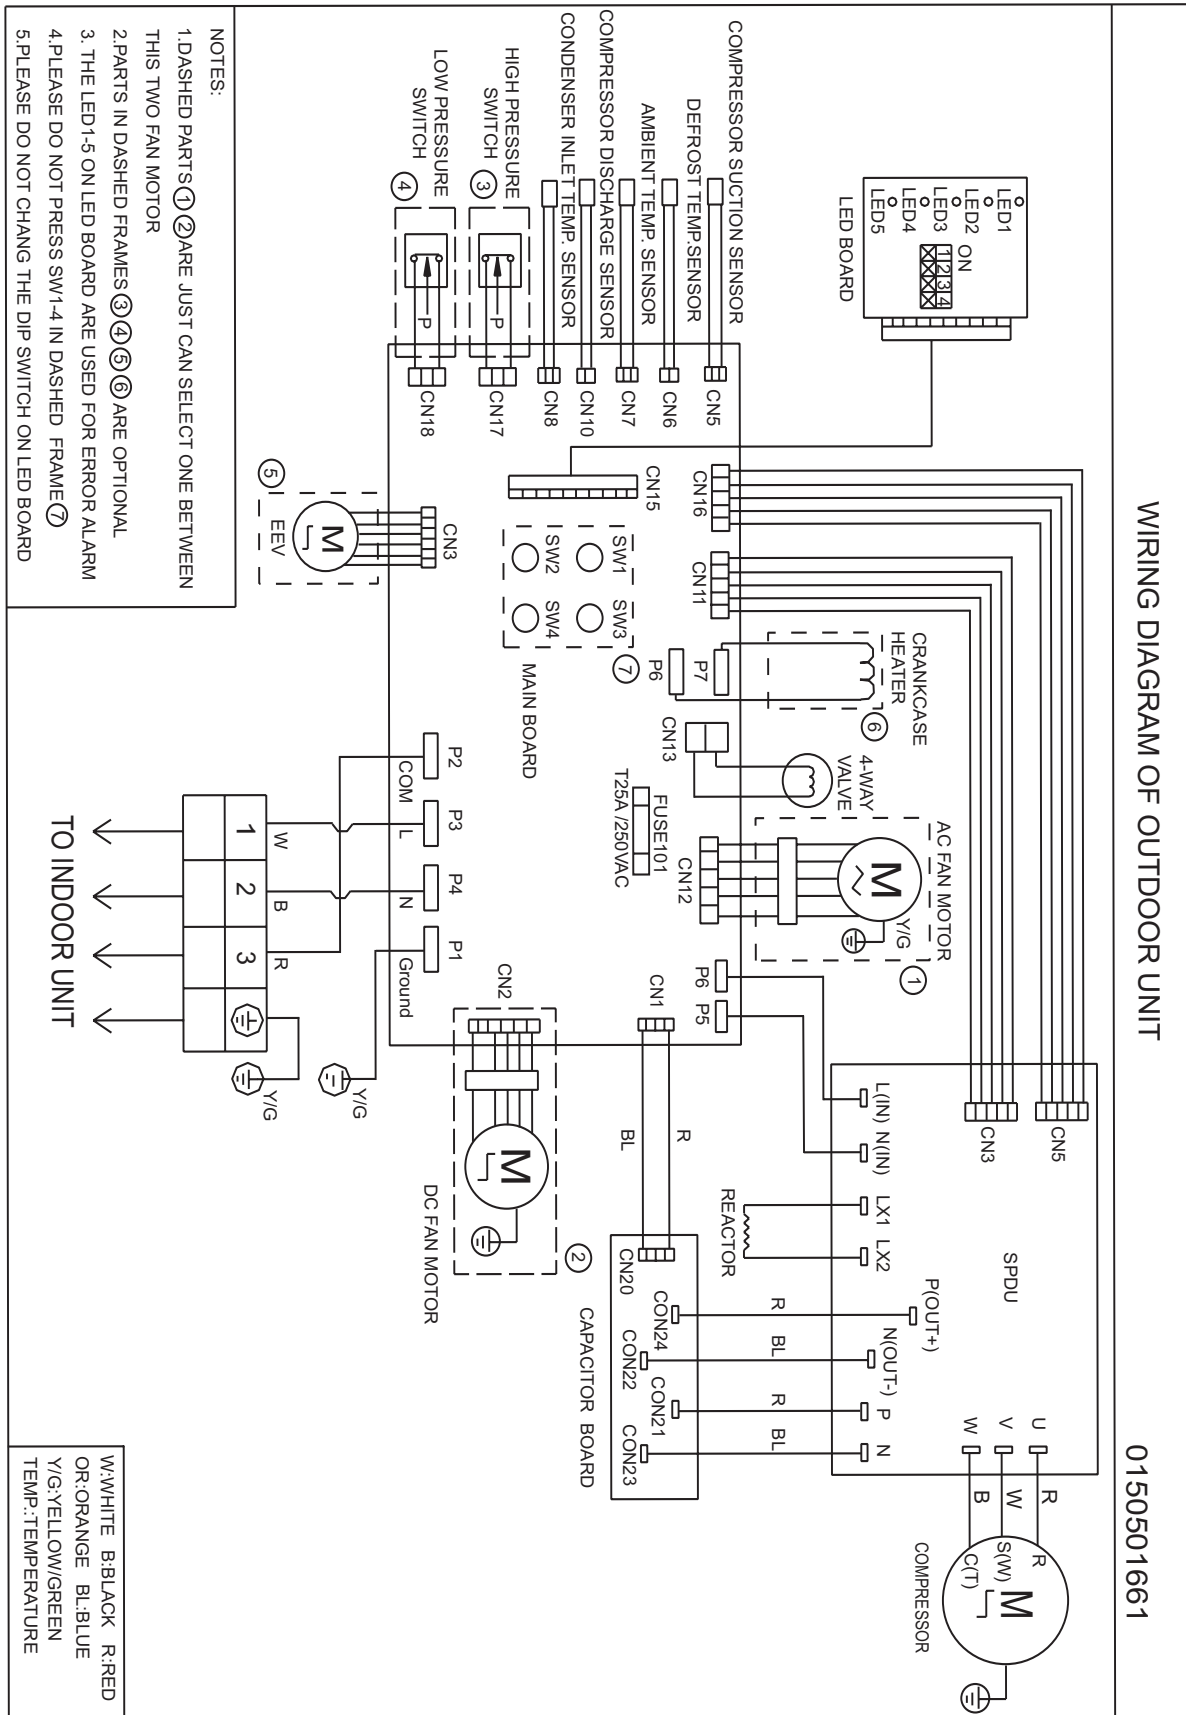 WIRING DIAGRAM OF OUTDOOR UNIT
0150501661
LED1
LED2
LED3
LED4
LED5
ON
1 2 3 4
LED BOARD
COMPRESSOR SUCTION SENSOR
DEFROST TEMP.SENSOR
AMBIENT TEMP. SENSOR
COMPRESSOR DISCHARGE SENSOR
CONDENSER INLET TEMP. SENSOR
HIGH PRESSURE
SWITCH
3
LOW PRESSURE
SWITCH
4
P
P
CN5
CN6
CN7
CN10
CN8
CN17
CN18
CN15
CN16
CN11
CN3
5
M
EEV
SW1
SW2
SW3
SW4
7
MAIN BOARD
P7
P6
CRANKCASE
HEATER
6
CN13
4-WAY
VALVE
FUSE101
T25A /250VAC
AC FAN MOTOR
M
Y/G
1
CN12
P6
P5
CN1
CN2
P2
COM
P3
L
P4
N
P1
Ground
1
2
3
W
B
R
Y/G
Y/G
TO INDOOR UNIT
M
DC FAN MOTOR
2
R
BL
CN5
CN3
L(IN)
N(IN)
LX1
LX2
REACTOR
SPDU
P(OUT+)
N(OUT-)
P
N
R
BL
R
BL
CN20
CON24
CON22
CON21
CON23
CAPACITOR BOARD
U
V
W
R
W
B
R
S(W)
C(T)
M
COMPRESSOR
NOTES:
1.DASHED PARTS 1 2 ARE JUST CAN SELECT ONE BETWEEN
THIS TWO FAN MOTOR
2.PARTS IN DASHED FRAMES 3 4 5 6 ARE OPTIONAL
3. THE LED1-5 ON LED BOARD ARE USED FOR ERROR ALARM
4.PLEASE DO NOT PRESS SW1-4 IN DASHED FRAME 7
5.PLEASE DO NOT CHANG THE DIP SWITCH ON LED BOARD
W:WHITE B:BLACK R:RED
OR:ORANGE BL:BLUE
Y/G:YELLOW/GREEN
TEMP.:TEMPERATURE